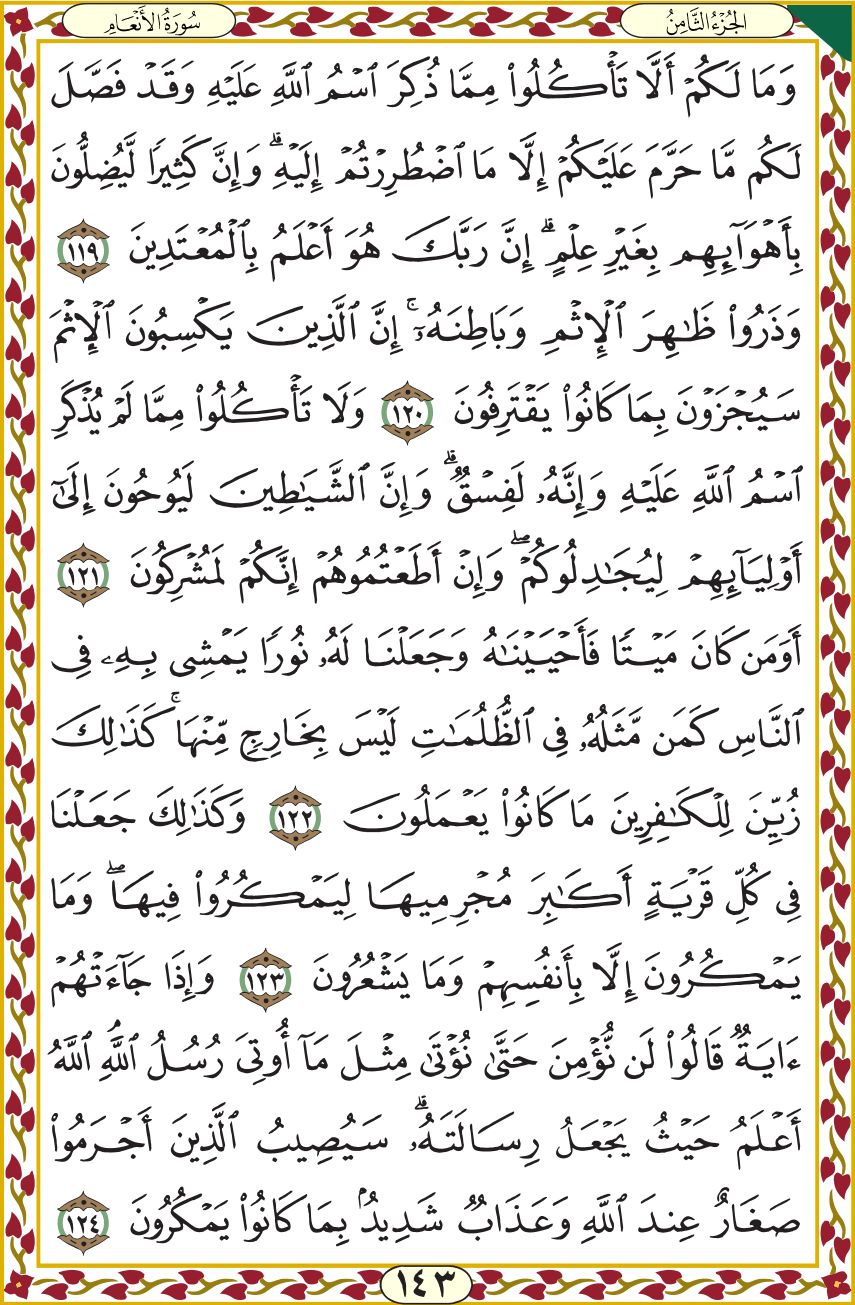 الجُزْءُ الثَّامِنُ
سُورَةُ الأَنْعَامِ
وَمَا لَكُمْ أَلَّا تَأْكُلُوا۟ مِمَّا ذُكِرَ ٱسْمُ ٱللَّهِ عَلَيْهِ وَقَدْ فَصَّلَ
لَكُم مَّا حَرَّمَ عَلَيْكُمْ إِلَّا مَا ٱضْطُرِرْتُمْ إِلَيْهِ ۗ وَإِنَّ كَثِيرًا لَّيُضِلُّونَ
بِأَهْوَآئِهِم بِغَيْرِ عِلْمٍ ۗ إِنَّ رَبَّكَ هُوَ أَعْلَمُ بِٱلْمُعْتَدِينَ ١١٩
وَذَرُوا۟ ظَٰهِرَ ٱلْإِثْمِ وَبَاطِنَهُۥٓ ۚ إِنَّ ٱلَّذِينَ يَكْسِبُونَ ٱلْإِثْمَ
سَيُجْزَوْنَ بِمَا كَانُوا۟ يَقْتَرِفُونَ ١٢٠ وَلَا تَأْكُلُوا۟ مِمَّا لَمْ يُذْكَرِ
ٱسْمُ ٱللَّهِ عَلَيْهِ وَإِنَّهُۥ لَفِسْقٌ ۗ وَإِنَّ ٱلشَّيَٰطِينَ لَيُوحُونَ إِلَىٰٓ
أَوْلِيَآئِهِمْ لِيُجَٰدِلُوكُمْ ۖ وَإِنْ أَطَعْتُمُوهُمْ إِنَّكُمْ لَمُشْرِكُونَ ١٢١
أَوَمَن كَانَ مَيْتًا فَأَحْيَيْنَٰهُ وَجَعَلْنَا لَهُۥ نُورًا يَمْشِى بِهِۦ فِى
ٱلنَّاسِ كَمَن مَّثَلُهُۥ فِى ٱلظُّلُمَٰتِ لَيْسَ بِخَارِجٍ مِّنْهَا ۚ كَذَٰلِكَ
زُيِّنَ لِلْكَٰفِرِينَ مَا كَانُوا۟ يَعْمَلُونَ ١٢٢ وَكَذَٰلِكَ جَعَلْنَا
فِى كُلِّ قَرْيَةٍ أَكَٰبِرَ مُجْرِمِيهَا لِيَمْكُرُوا۟ فِيهَا ۖ وَمَا
يَمْكُرُونَ إِلَّا بِأَنفُسِهِمْ وَمَا يَشْعُرُونَ ١٢٣ وَإِذَا جَآءَتْهُمْ
ءَايَةٌ قَالُوا۟ لَن نُّؤْمِنَ حَتَّىٰ نُؤْتَىٰ مِثْلَ مَآ أُوتِىَ رُسُلُ ٱللَّهِ ۘ ٱللَّهُ
أَعْلَمُ حَيْثُ يَجْعَلُ رِسَالَتَهُۥ ۗ سَيُصِيبُ ٱلَّذِينَ أَجْرَمُوا۟
صَغَارٌ عِندَ ٱللَّهِ وَعَذَابٌ شَدِيدٌۢ بِمَا كَانُوا۟ يَمْكُرُونَ ١٢٤
١٤٣